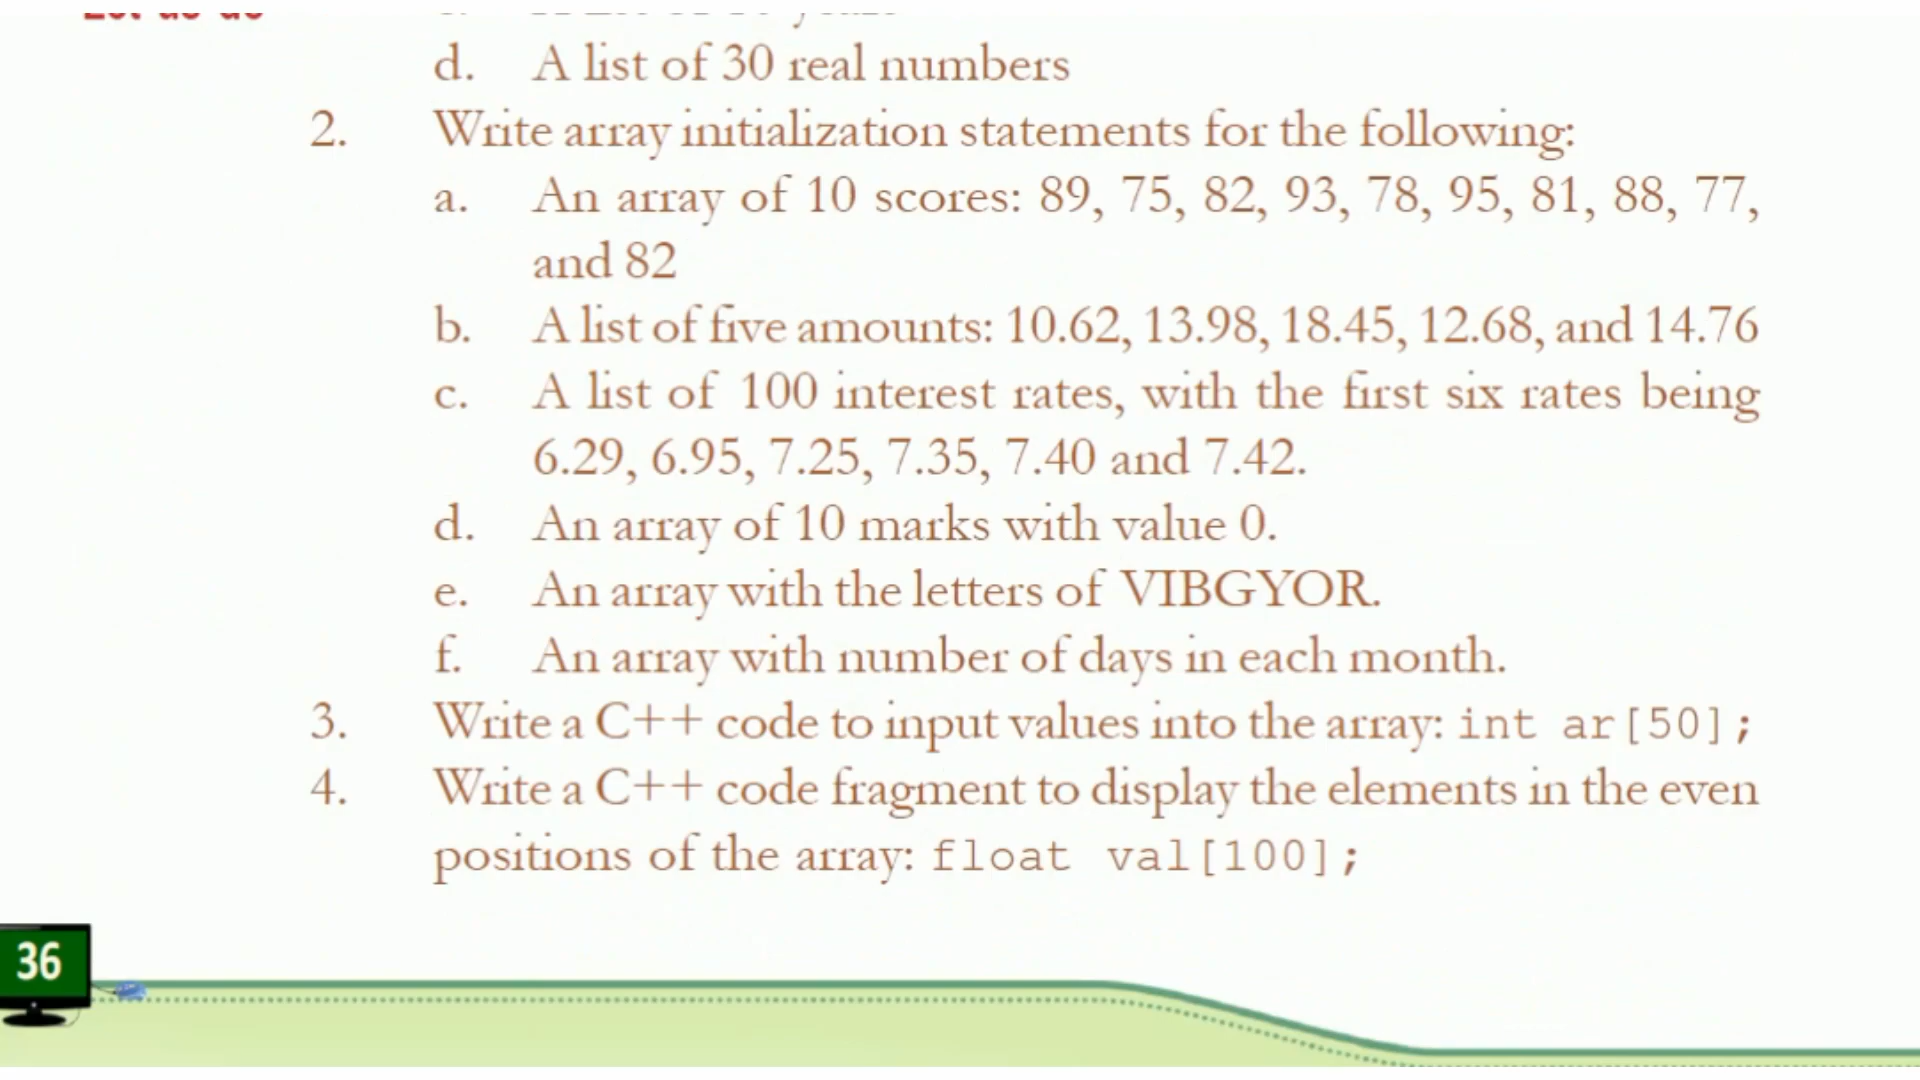 d. A list of 30 real numbers
2. Write array initialization statements for the following:
a. An array of 10 scores: 89, 75, 82, 93, 78, 95, 81, 88, 77,
and 82
b. A list of five amounts: 10.62, 13.98, 18.45, 12.68, and 14.76
c. A list of 100 interest rates, with the first six rates being
6.29, 6.95, 7.25, 7.35, 7.40 and 7.42.
d. An array of 10 marks with value 0.
e. An array with the letters of VIBGYOR.
f. An array with number of days in each month.
3. Write a C++ code to input values into the array: int ar[50];
4. Write a C++ code fragment to display the elements in the even
positions of the array: float val[100];
36